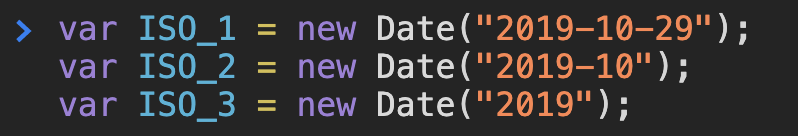 > var ISO_1 = new Date("2019-10-29");
var ISO_2 = new Date("2019-10");
var ISO_3 = new Date("2019");